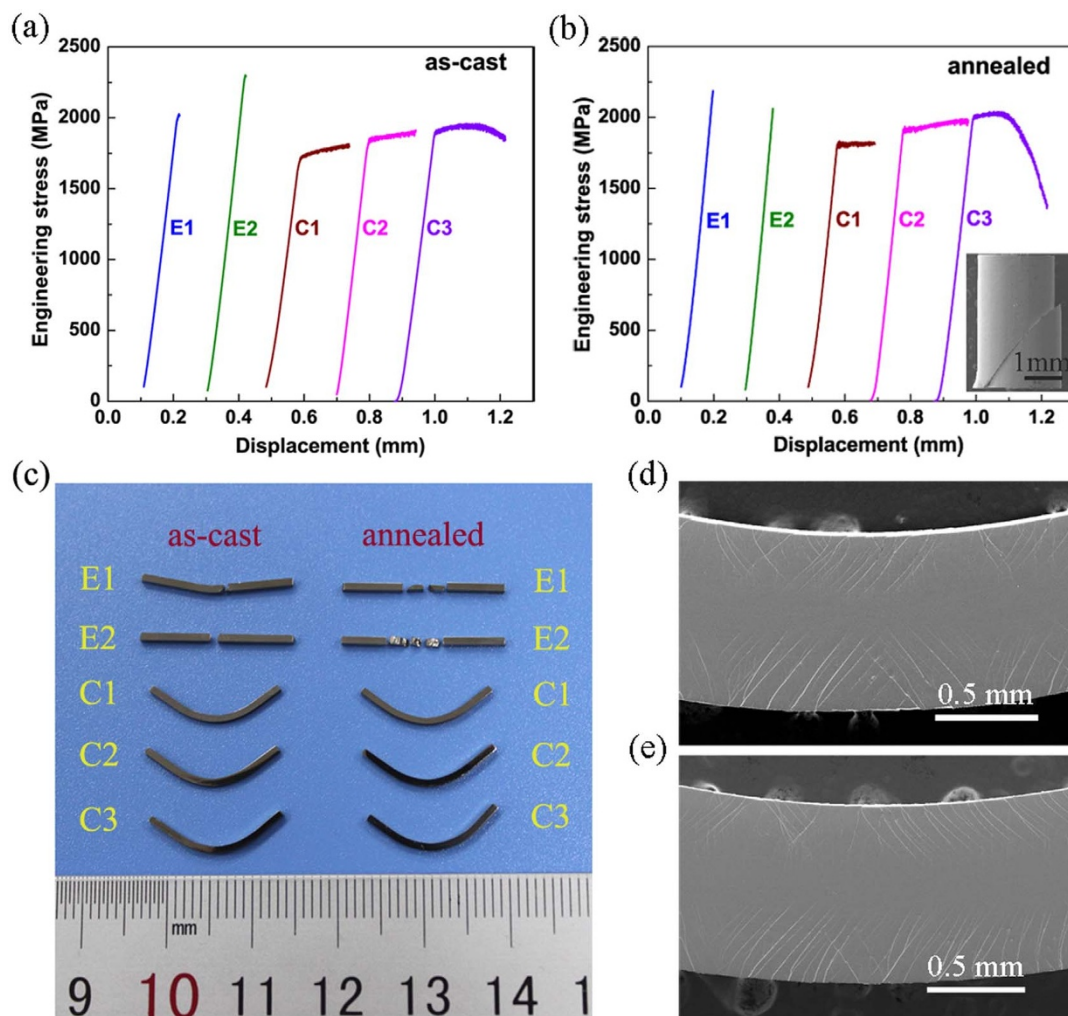 (a)
as-cast
Engineering stress (MPa)
2500
2000
1500
1000
500
0
E1
E2
C1
C2
C3
0.0 0.2 0.4 0.6 0.8 1.0 1.2
Displacement (mm)
(b)
annealed
Engineering stress (MPa)
2500
2000
1500
1000
500
0
E1
E2
C1
C2
C3
1mm
0.0 0.2 0.4 0.6 0.8 1.0 1.2
Displacement (mm)
(c)
as-cast annealed
E1 E1
E2 E2
C1 C1
C2 C2
C3 C3
mm
9 10 11 12 13 14 1
(d)
0.5 mm
(e)
0.5 mm